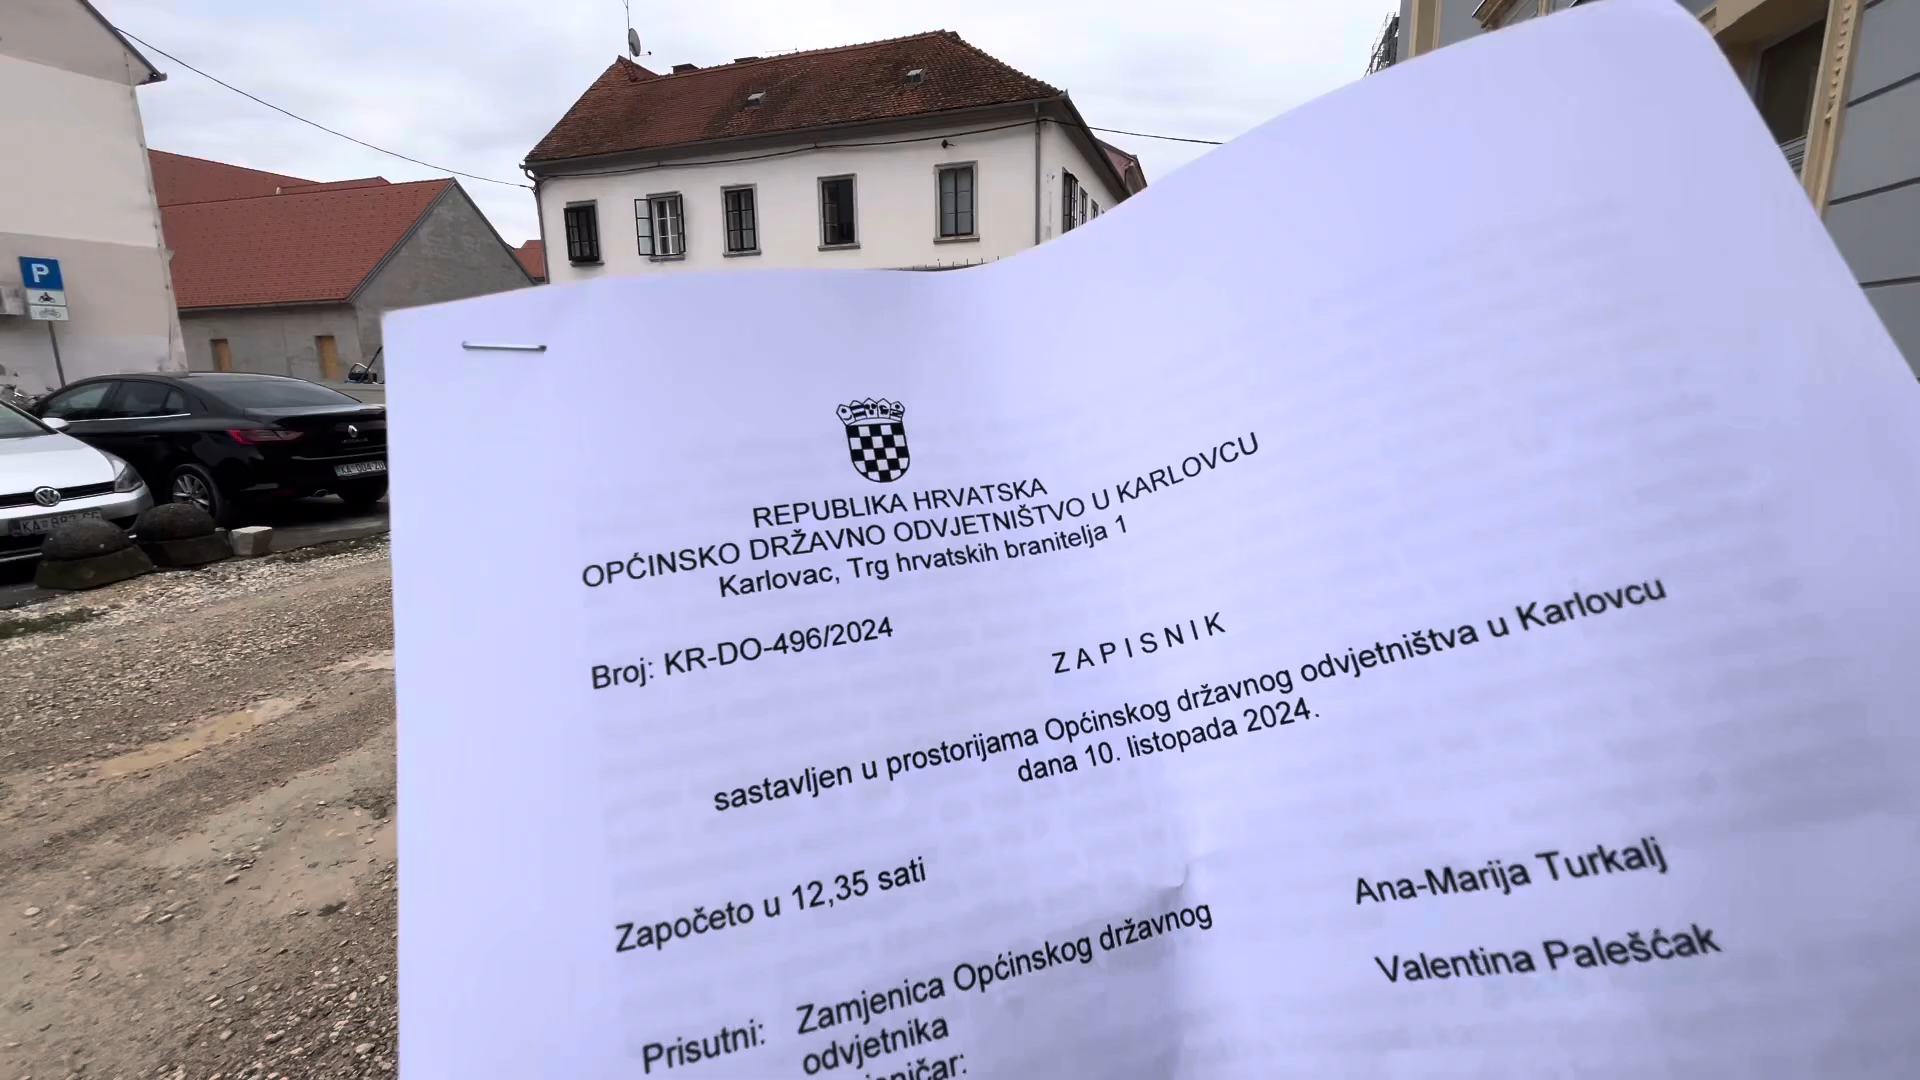 P
REPUBLIKA HRVATSKA
OPĆINSKO DRŽAVNO ODVJETNIŠTVO U KARLOVCU
Karlovac, Trg hrvatskih branitelja 1
Broj: KR-DO-496/2024
Z A P I S N I K
sastavljen u prostorijama Općinskog državnog odvjetništva u Karlovcu
dana 10. listopada 2024.
Započeto u 12,35 sati
Prisutni: Zamjenica Općinskog državnog
odvjetnika
Ana-Marija Turkalj
Valentina Palešćak